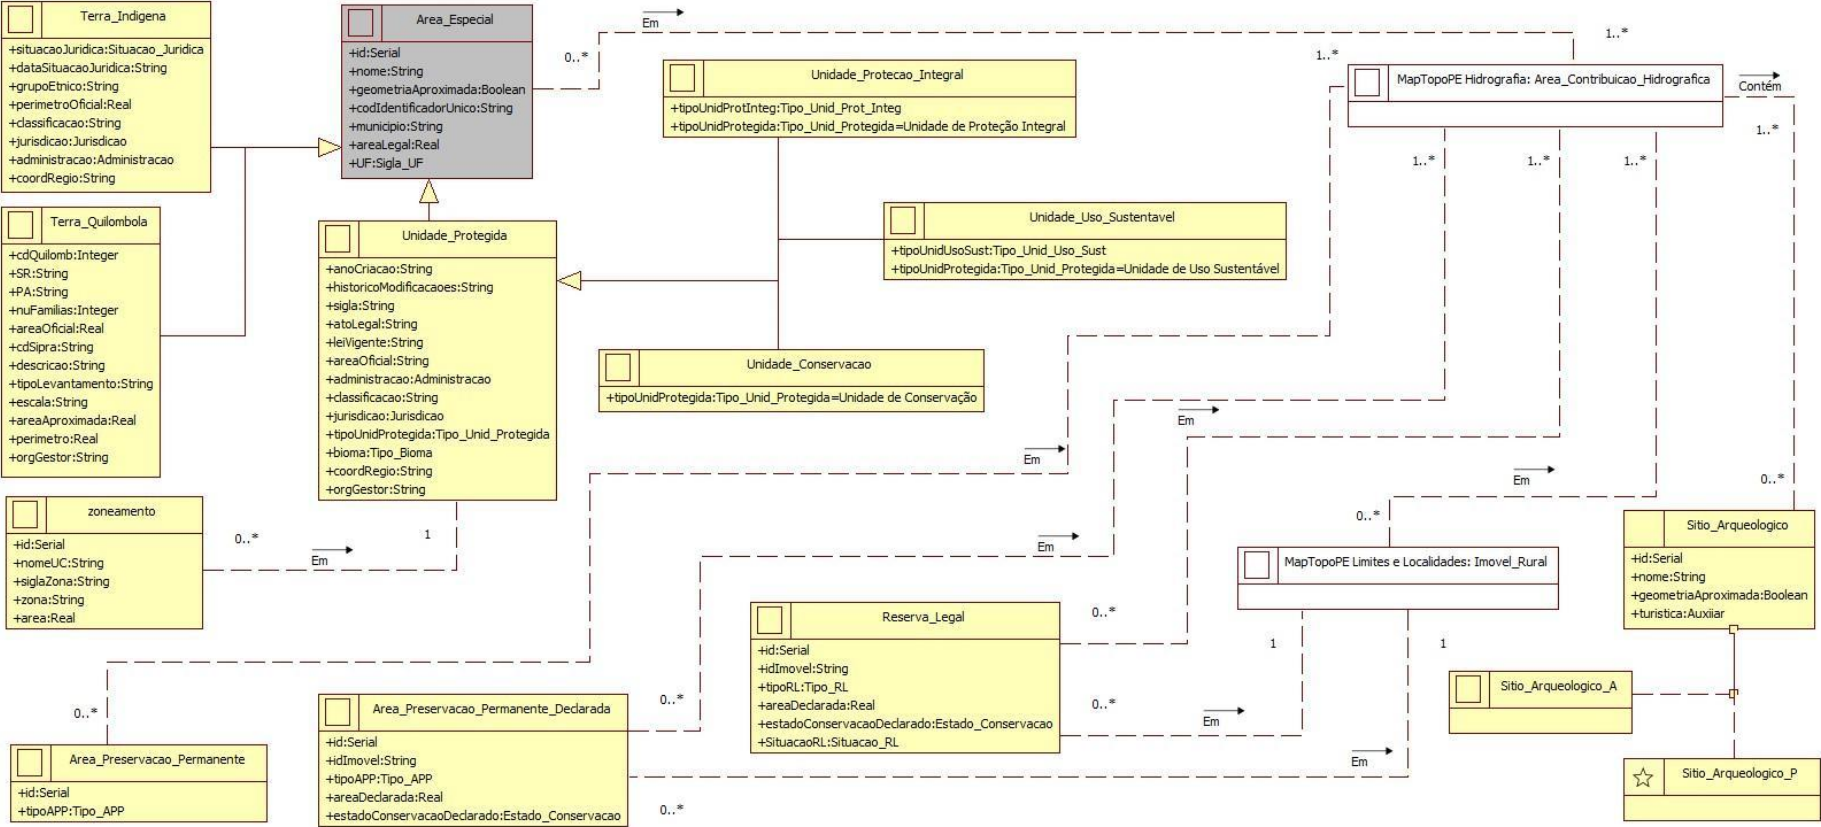 Terra_Indigena
+situacaoJuridica:Situacao_Juridica
+dataSituacaoJuridica:String
+grupoEtnico:String
+perimetroOficial:Real
+classificacao:String
+jurisdicao:Jurisdicao
+administracao:Administracao
+coordRegio:String
Area_Especial
+id:Serial
+nome:String
+geometriaAproximada:Boolean
+codIdentificadorUnico:String
+municipio:String
+areaLegal:Real
+UF:Sigla_UF
Em
0..*
1..*
Unidade_Protecao_Integral
+tipoUnidProtInteg:Tipo_Unid_Prot_Integ
+tipoUnidProtegida:Tipo_Unid_Protegida=Unidade de Proteção Integral
1..*
MapTopoPE Hidrografia: Area_Contribuicao_Hidrografica
Contém
1..*
1..*
1..*
1..*
Terra_Quilombola
+cdQuilomb:Integer
+SR:String
+PA:String
+nuFamilias:Integer
+areaOficial:Real
+cdSipra:String
+descricao:String
+tipoLevantamento:String
+escala:String
+areaAproximada:Real
+perimetro:Real
+orgGestor:String
Unidade_Protegida
+anoCriacao:String
+historicoModificacaoes:String
+sigla:String
+atoLegal:String
+leiVigente:String
+areaOficial:String
+administracao:Administracao
+classificacao:String
+jurisdicao:Jurisdicao
+tipoUnidProtegida:Tipo_Unid_Protegida
+bioma:Tipo_Bioma
+coordRegio:String
+orgGestor:String
Unidade_Uso_Sustentavel
+tipoUnidUsoSust:Tipo_Unid_Uso_Sust
+tipoUnidProtegida:Tipo_Unid_Protegida=Unidade de Uso Sustentável
Unidade_Conservacao
+tipoUnidProtegida:Tipo_Unid_Protegida=Unidade de Conservação
Em
Em
Em
0..*
0..*
zoneamento
+id:Serial
+nomeUC:String
+siglaZona:String
+zona:String
+area:Real
0..*
Em
1
Em
MapTopoPE Limites e Localidades: Imovel_Rural
Sitio_Arqueologico
+id:Serial
+nome:String
+geometriaAproximada:Boolean
+turistica:Auxiiar
Reserva_Legal
+id:Serial
+idImovel:String
+tipoRL:Tipo_RL
+areaDeclarada:Real
+estadoConservacaoDeclarado:Estado_Conservacao
+SituacaoRL:Situacao_RL
0..*
1
1
0..*
Em
Sitio_Arqueologico_A
Sitio_Arqueologico_P
0..*
Area_Preservacao_Permanente
+id:Serial
+tipoAPP:Tipo_APP
Area_Preservacao_Permanente_Declarada
+id:Serial
+idImovel:String
+tipoAPP:Tipo_APP
+areaDeclarada:Real
+estadoConservacaoDeclarado:Estado_Conservacao
0..*
Em
0..*